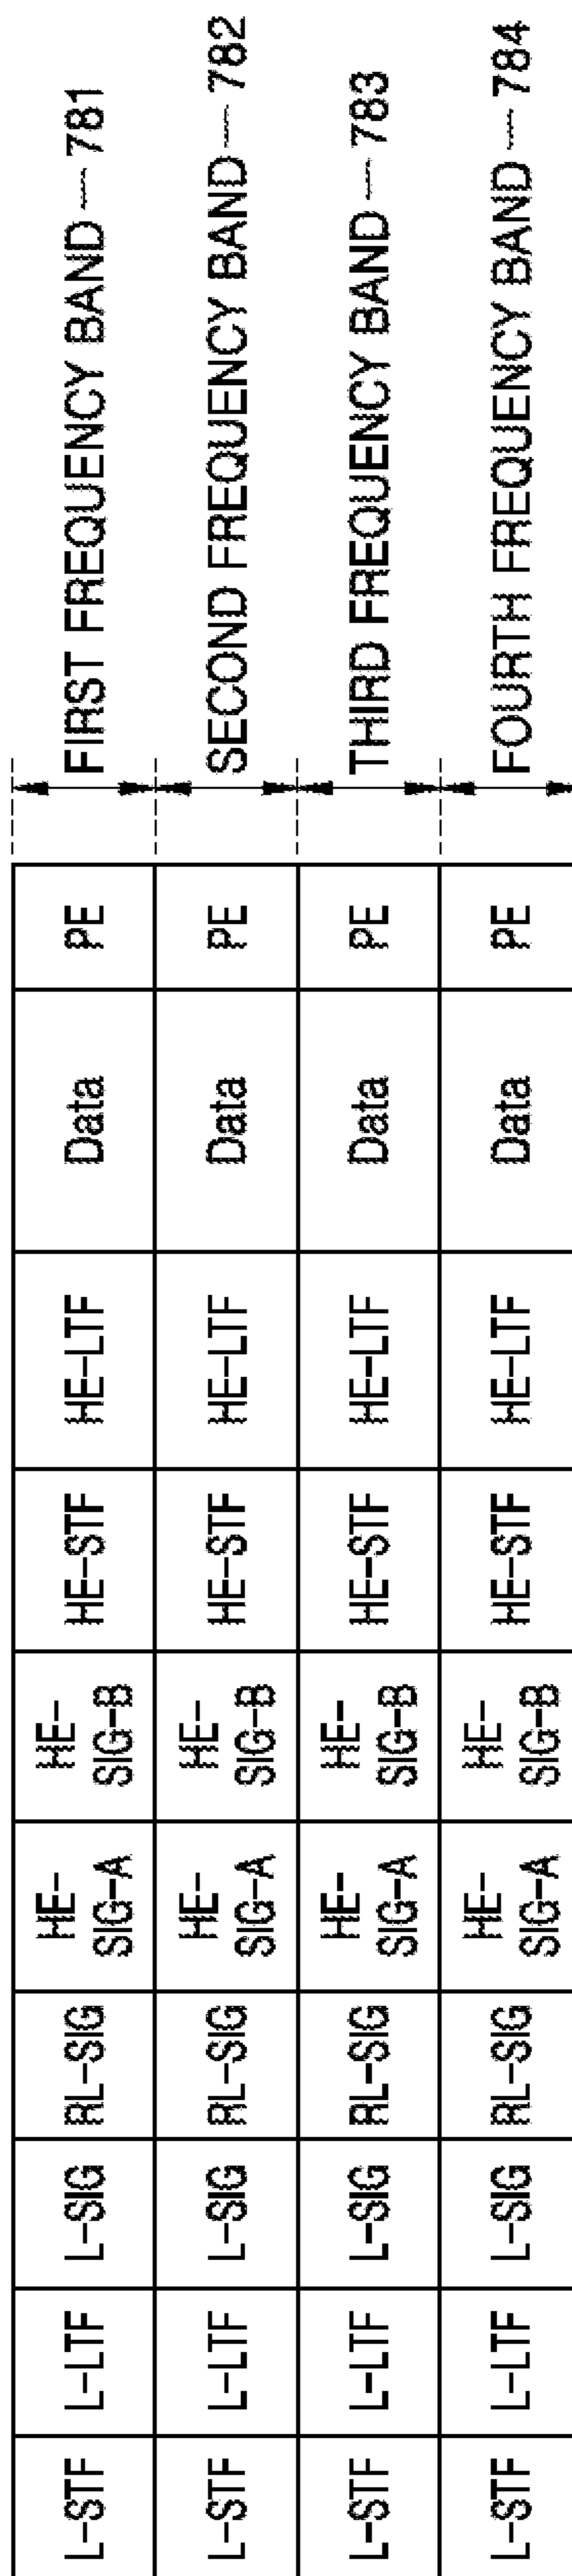 L-STF L-LTF L-SIG RL-SIG HE- SIG-A HE- SIG-B HE-STF HE-LTF Data PE FIRST FREQUENCY BAND — 781
L-STF L-LTF L-SIG RL-SIG HE- SIG-A HE- SIG-B HE-STF HE-LTF Data PE SECOND FREQUENCY BAND — 782
L-STF L-LTF L-SIG RL-SIG HE- SIG-A HE- SIG-B HE-STF HE-LTF Data PE THIRD FREQUENCY BAND — 783
L-STF L-LTF L-SIG RL-SIG HE- SIG-A HE- SIG-B HE-STF HE-LTF Data PE FOURTH FREQUENCY BAND — 784